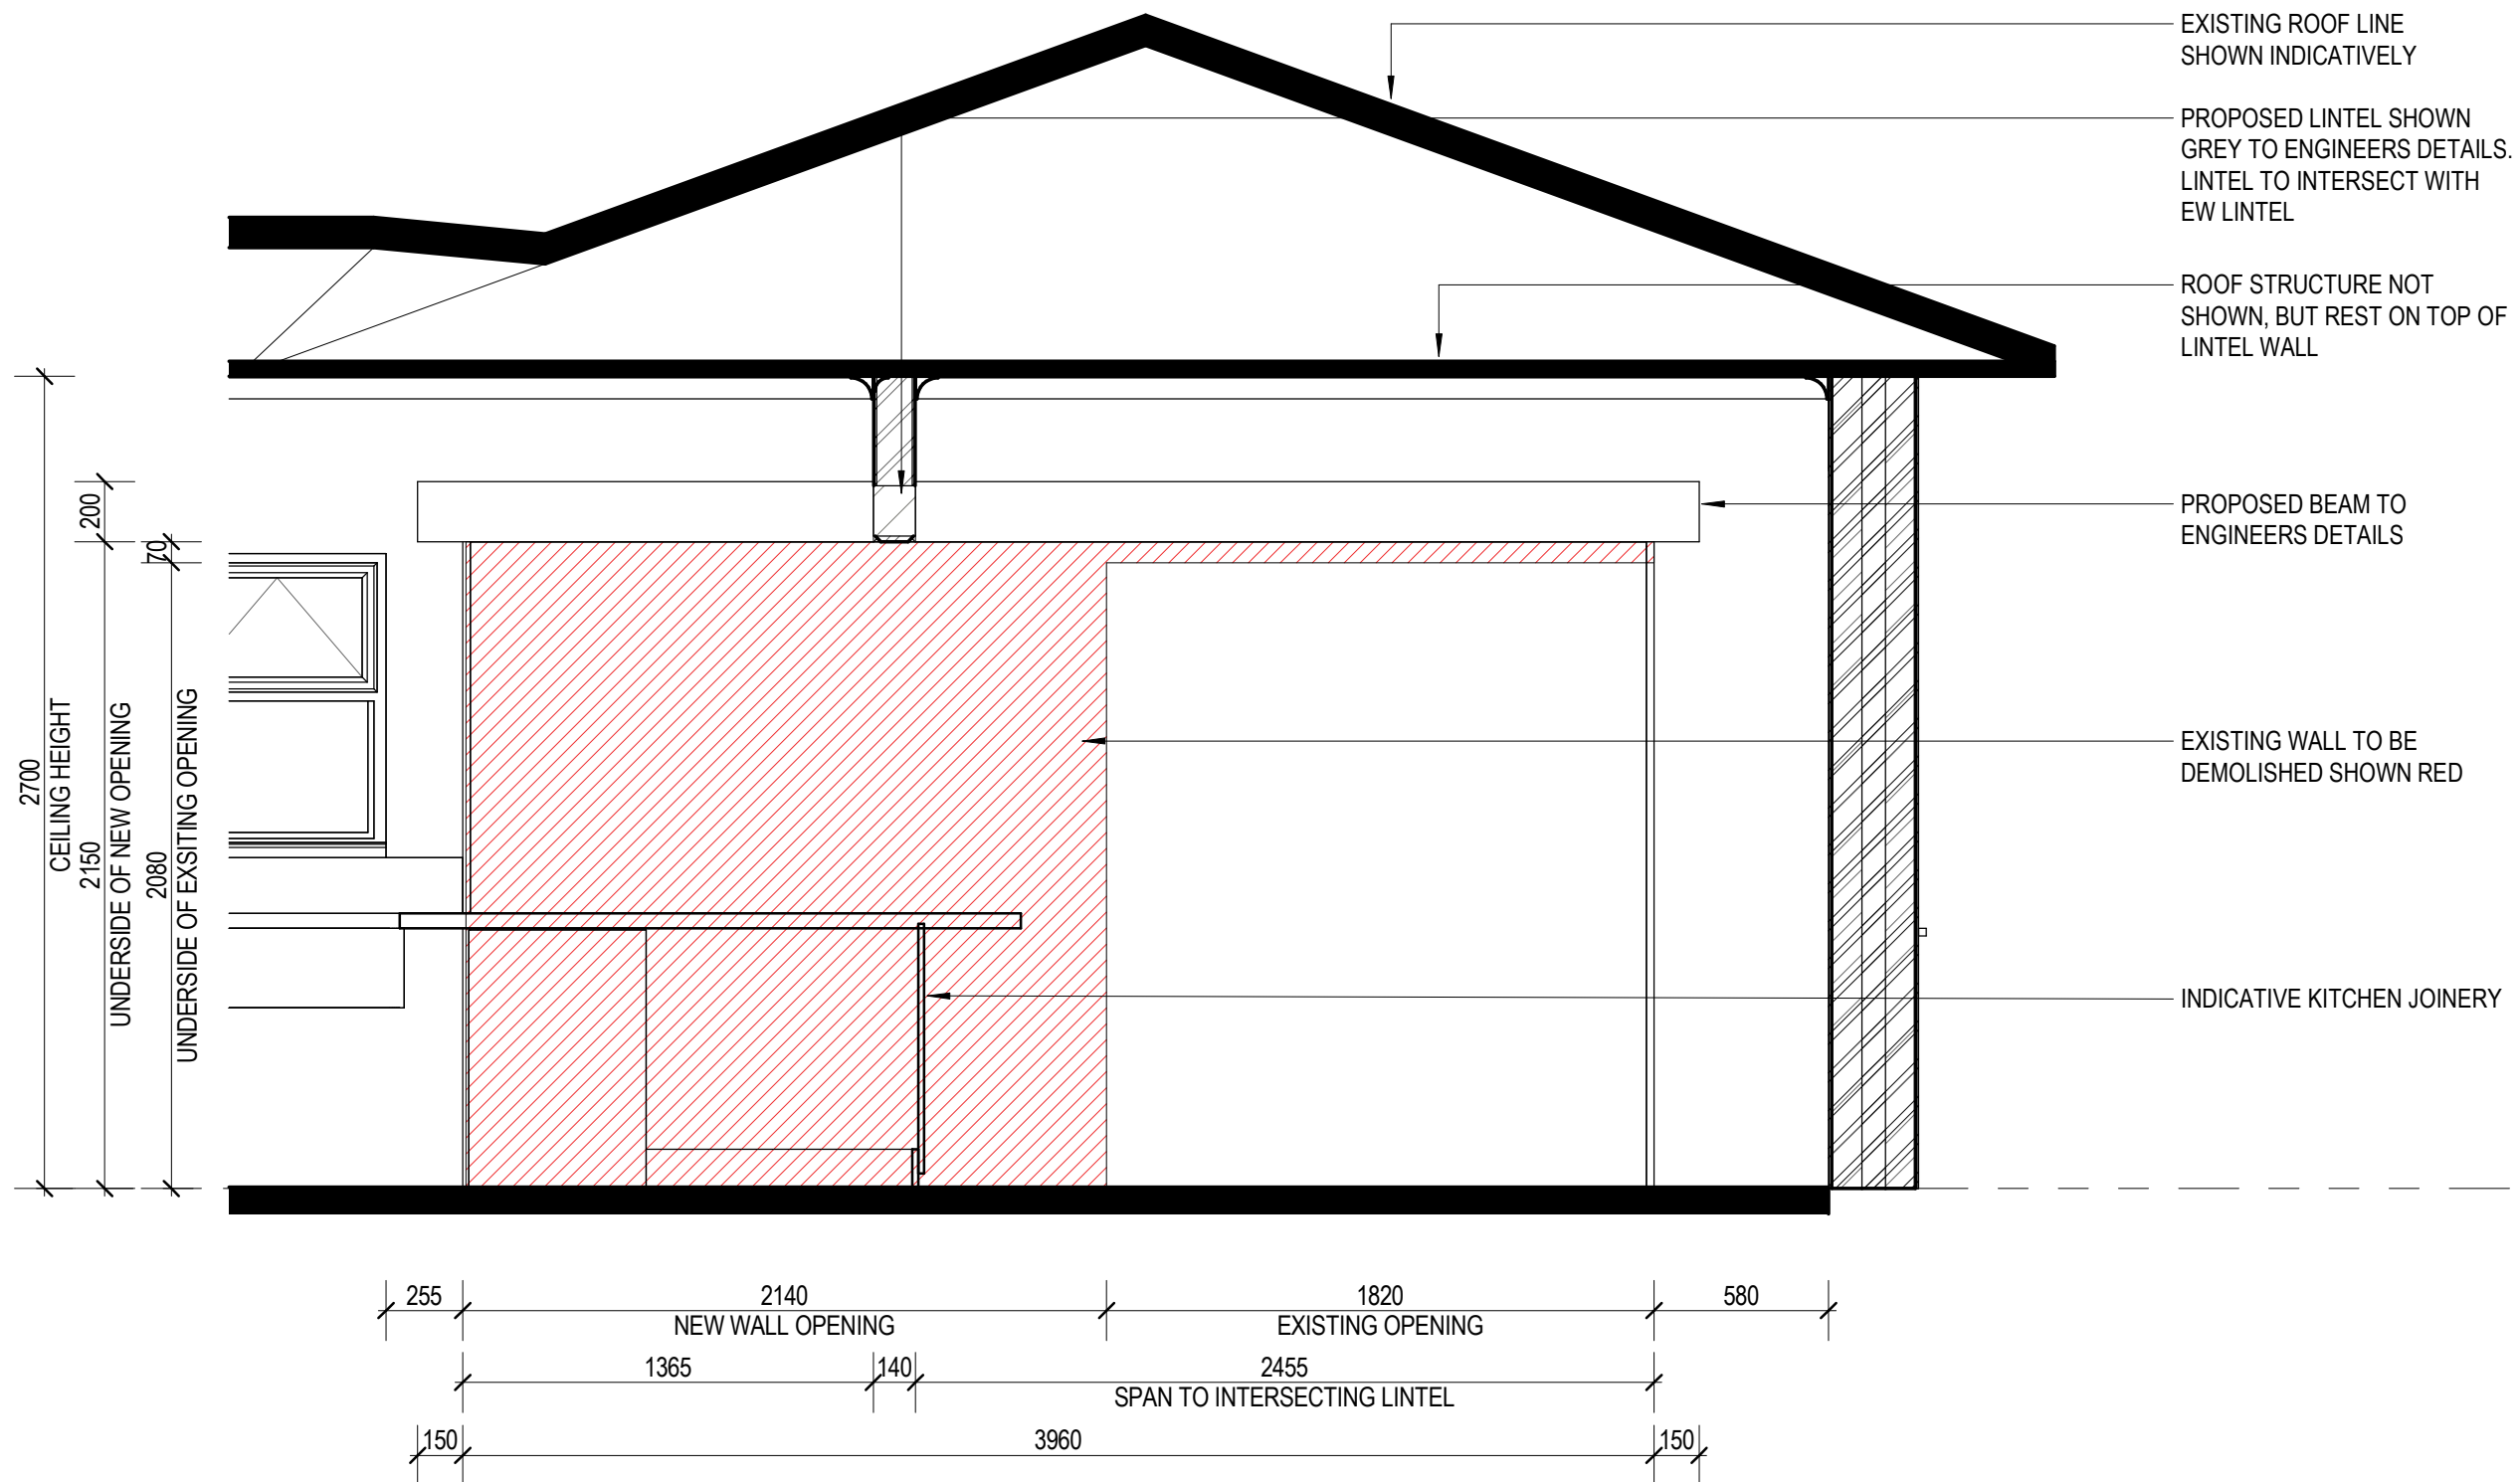 EXISTING ROOF LINE
SHOWN INDICATIVELY
PROPOSED LINTEL SHOWN
GREY TO ENGINEERS DETAILS.
LINTEL TO INTERSECT WITH
EW LINTEL
ROOF STRUCTURE NOT
SHOWN, BUT REST ON TOP OF
LINTEL WALL
PROPOSED BEAM TO
ENGINEERS DETAILS
EXISTING WALL TO BE
DEMOLISHED SHOWN RED
INDICATIVE KITCHEN JOINERY
2700
CEILING HEIGHT
200
2150
UNDERSIDE OF NEW OPENING
70
2080
UNDERSIDE OF EXSITING OPENING
255
2140
NEW WALL OPENING
1820
EXISTING OPENING
580
1365
140
2455
SPAN TO INTERSECTING LINTEL
150
3960
150